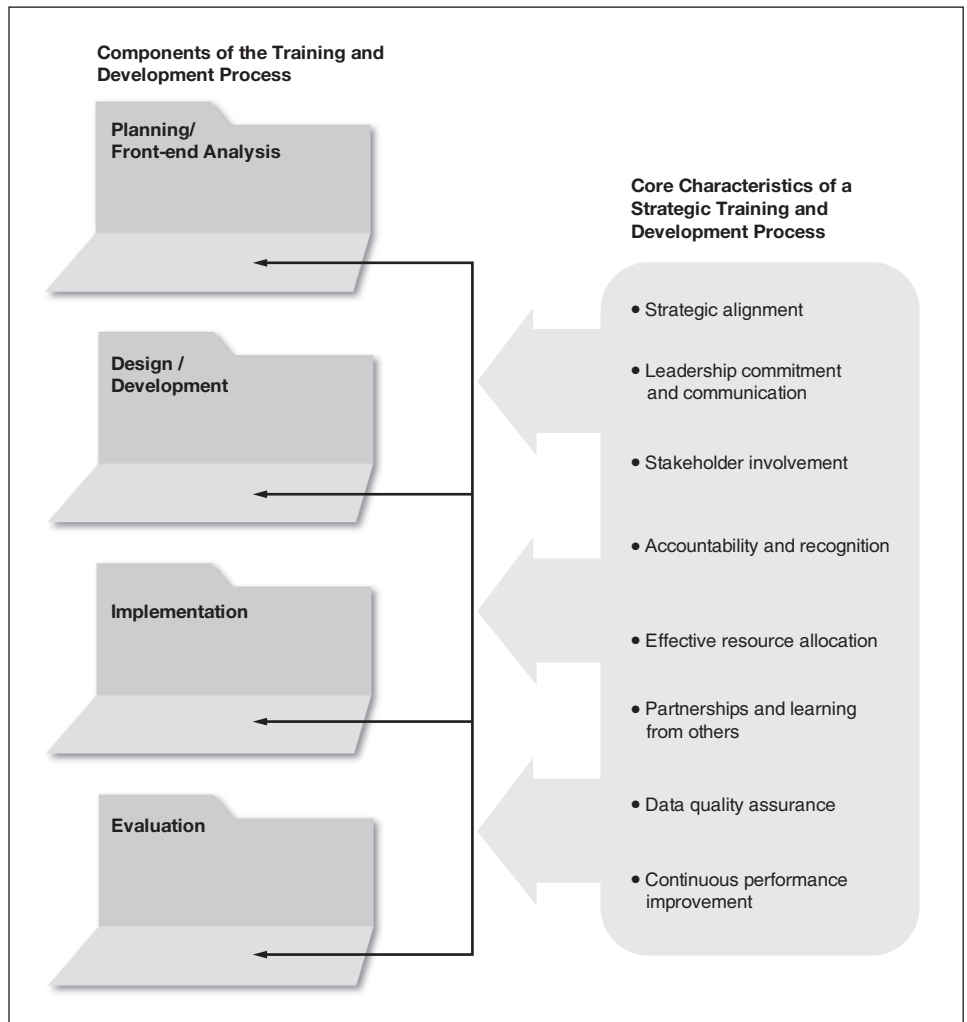 Components of the Training and
Development Process
Planning/
Front-end Analysis
Design /
Development
Implementation
Evaluation
Core Characteristics of a
Strategic Training and
Development Process
• Strategic alignment
• Leadership commitment
and communication
• Stakeholder involvement
• Accountability and recognition
• Effective resource allocation
• Partnerships and learning
from others
• Data quality assurance
• Continuous performance
improvement